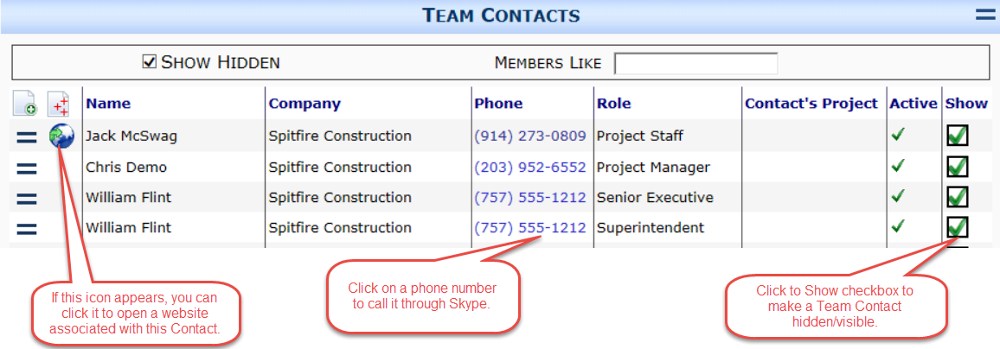 TEAM CONTACTS
SHOW HIDDEN MEMBERS LIKE
Name Company Phone Role Contact's Project Active Show
Jack McSwag Spitfire Construction (914) 273-0809 Project Staff
Chris Demo Spitfire Construction (203) 952-6552 Project Manager
William Flint Spitfire Construction (757) 555-1212 Senior Executive
William Flint Spitfire Construction (757) 555-1212 Superintendent
If this icon appears, you can
click it to open a website
associated with this Contact.
Click on a phone number
to call it through Skype.
Click to Show checkbox to
make a Team Contact
hidden/visible.